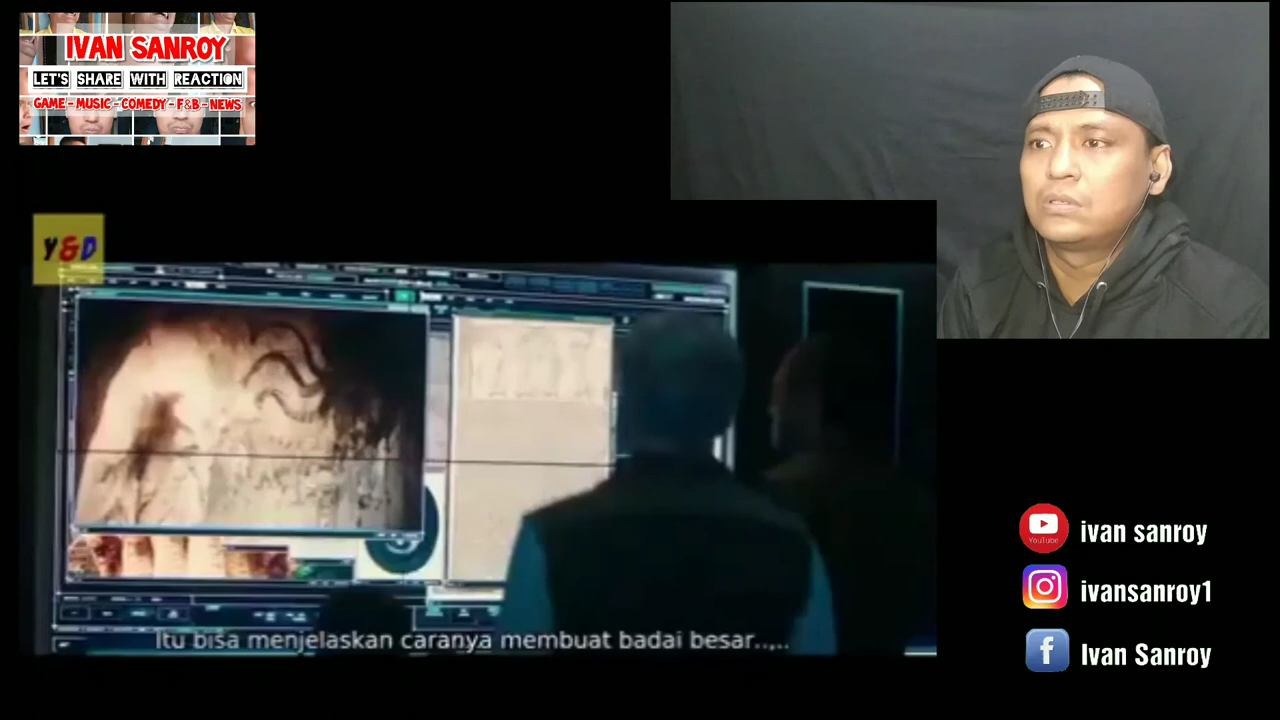 IVAN SANROY
LET'S SHARE WITH REACTION
GAME - MUSIC - COMEDY - F&B - NEWS
Y&D
Itu bisa menjelaskan caranya membuat badai besar..,..
YouTube
ivan sanroy
ivansanroy1
Ivan Sanroy